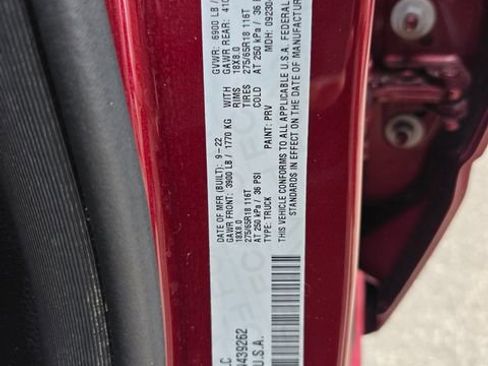 DATE OF MFR (BUILT): 9-22 GVWR: 6900 LB /
GAWR FRONT: 3900 LB / 1770 KG WITH GAWR REAR: 410
18X8.0 RIMS 18X8.0
275/65R18 116T TIRES 275/65R18 116T
AT 250 kPa / 36 PSI COLD AT 250 kPa / 36 PSI
TYPE: TRUCK PAINT: PRV MDH: 09230
THIS VEHICLE CONFORMS TO ALL APPLICABLE U.S.A. FEDERAL
STANDARDS IN EFFECT ON THE DATE OF MANUFACTUR
439262
U.S.A.